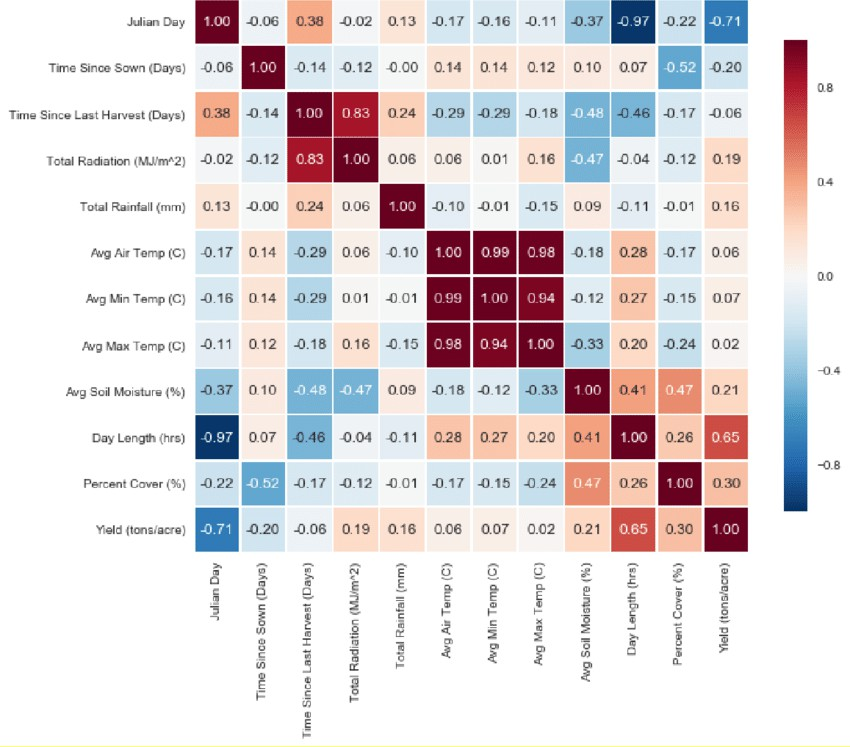 Julian Day 1.00 -0.06 0.38 -0.02 0.13 -0.17 -0.16 -0.11 -0.37 -0.97 -0.22 -0.71
Time Since Sown (Days) -0.06 1.00 -0.14 -0.12 -0.00 0.14 0.14 0.12 0.10 0.07 -0.52 -0.20
Time Since Last Harvest (Days) 0.38 -0.14 1.00 0.83 0.24 -0.29 -0.29 -0.18 -0.48 -0.46 -0.17 -0.06
Total Radiation (MJ/m^2) -0.02 -0.12 0.83 1.00 0.06 0.06 0.01 0.16 -0.47 -0.04 -0.12 0.19
Total Rainfall (mm) 0.13 -0.00 0.24 0.06 1.00 -0.10 -0.01 -0.15 0.09 -0.11 -0.01 0.16
Avg Air Temp (C) -0.17 0.14 -0.29 0.06 -0.10 1.00 0.99 0.98 -0.18 0.28 -0.17 0.06
Avg Min Temp (C) -0.16 0.14 -0.29 0.01 -0.01 0.99 1.00 0.94 -0.12 0.27 -0.15 0.07
Avg Max Temp (C) -0.11 0.12 -0.18 0.16 -0.15 0.98 0.94 1.00 -0.33 0.20 -0.24 0.02
Avg Soil Moisture (%) -0.37 0.10 -0.48 -0.47 0.09 -0.18 -0.12 -0.33 1.00 0.41 0.47 0.21
Day Length (hrs) -0.97 0.07 -0.46 -0.04 -0.11 0.28 0.27 0.20 0.41 1.00 0.26 0.65
Percent Cover (%) -0.22 -0.52 -0.17 -0.12 -0.01 -0.17 -0.15 -0.24 0.47 0.26 1.00 0.30
Yield (tons/acre) -0.71 -0.20 -0.06 0.19 0.16 0.06 0.07 0.02 0.21 0.65 0.30 1.00
Julian Day
Time Since Sown (Days)
Time Since Last Harvest (Days)
Total Radiation (MJ/m^2)
Total Rainfall (mm)
Avg Air Temp (C)
Avg Min Temp (C)
Avg Max Temp (C)
Avg Soil Moisture (%)
Day Length (hrs)
Percent Cover (%)
Yield (tons/acre)
0.8
0.4
0.0
−0.4
−0.8